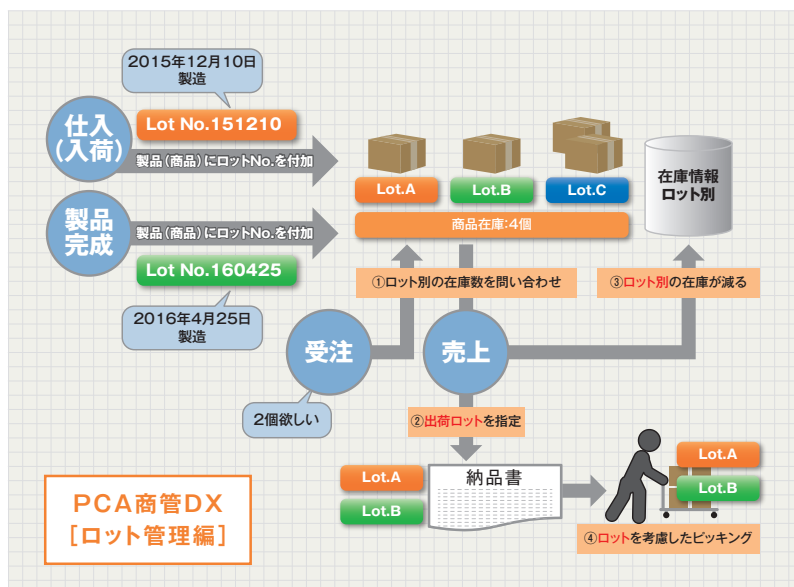 2015年12月10日
製造
Lot No.151210
仕入
(入荷)
製品(商品)にロットNo.を付加
製品
完成
製品(商品)にロットNo.を付加
Lot No.160425
2016年4月25日
製造
Lot.A
Lot.B
Lot.C
商品在庫:4個
在庫情報
ロット別
①ロット別の在庫数を問い合わせ
③ロット別の在庫が減る
受注
売上
2個欲しい
②出荷ロットを指定
Lot.A
Lot.B
納品書
Lot.A
Lot.B
④ロットを考慮したピッキング
PCA商管DX
[ロット管理編]